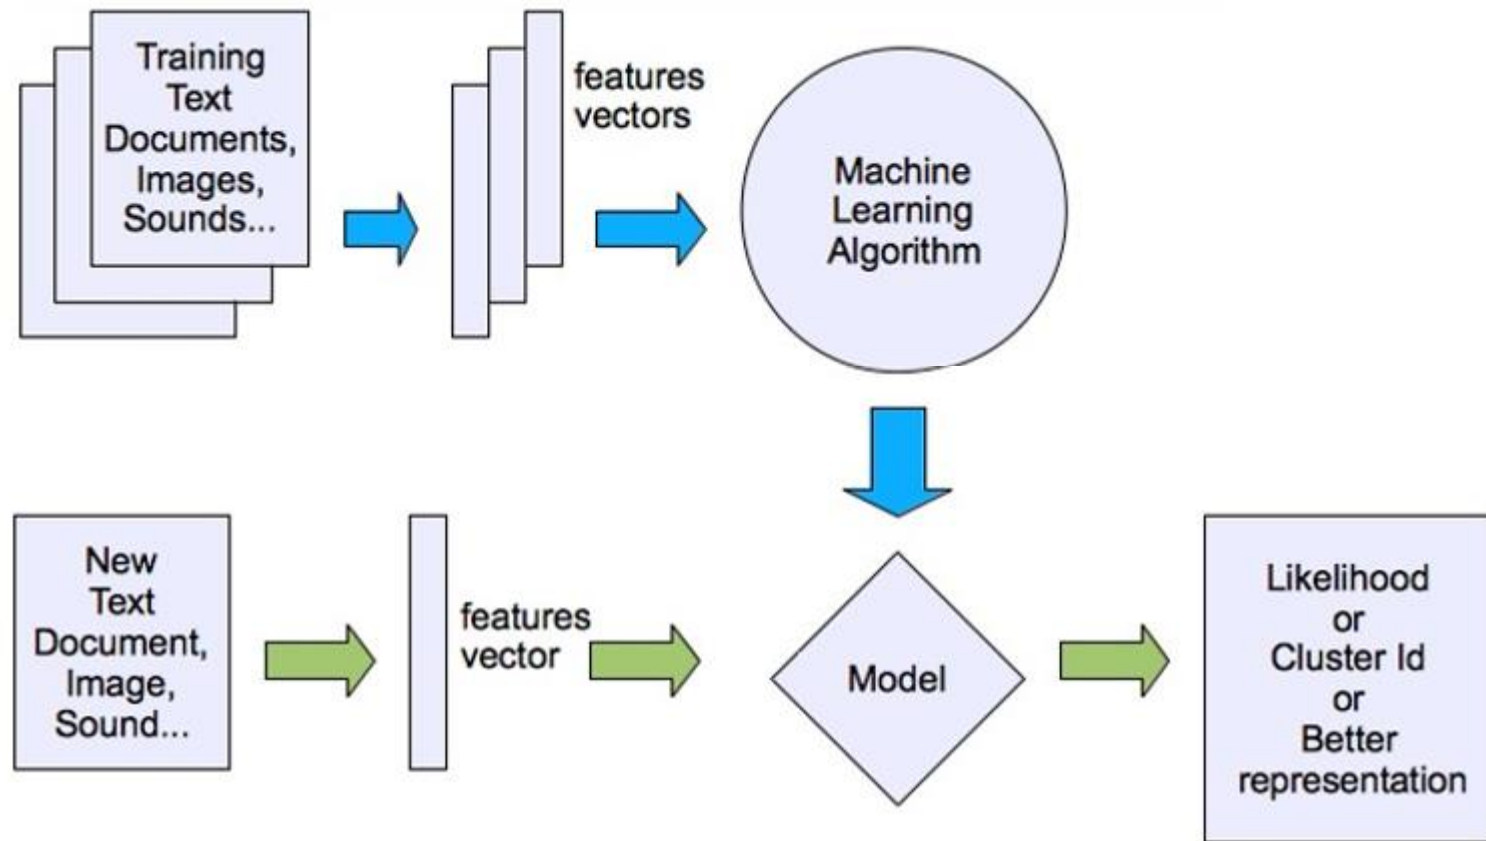 Training
Text
Documents,
Images,
Sounds...
features
vectors
Machine
Learning
Algorithm
New
Text
Document,
Image,
Sound...
features
vector
Model
Likelihood
or
Cluster Id
or
Better
representation